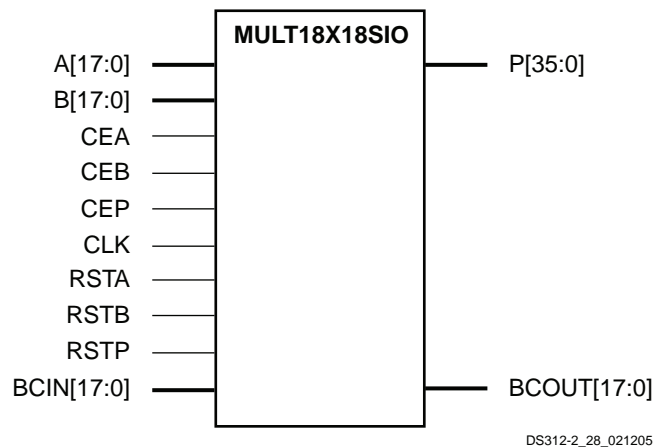 MULT18X18SIO
A[17:0]
P[35:0]
B[17:0]
CEA
CEB
CEP
CLK
RSTA
RSTB
RSTP
BCIN[17:0]
BCOUT[17:0]
DS312-2_28_021205